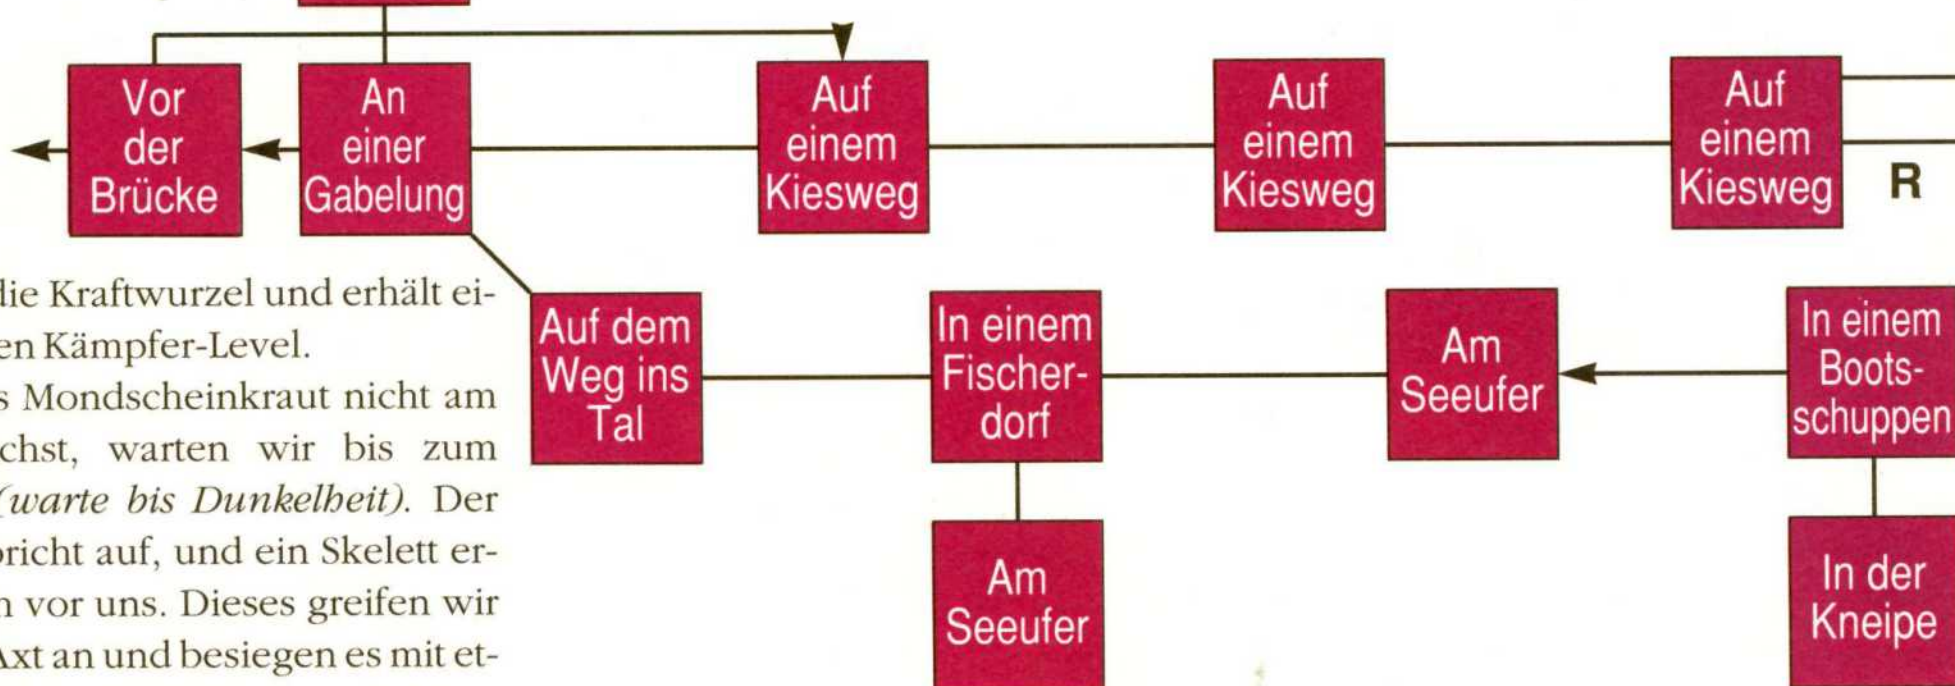 Vor
der
Brücke
An
einer
Gabelung
Auf
einem
Kiesweg
Auf
einem
Kiesweg
Auf
einem
Kiesweg
R
die Kraftwurzel und erhält ei-
en Kämpfer-Level.
s Mondscheinkraut nicht am
chst, warten wir bis zum
(warte bis Dunkelheit). Der
richt auf, und ein Skelett er-
vor uns. Dieses greifen wir
Axt an und besiegen es mit et-
Auf dem
Weg ins
Tal
In einem
Fischer-
dorf
Am
Seeufer
In einem
Boots-
schuppen
Am
Seeufer
In der
Kneipe